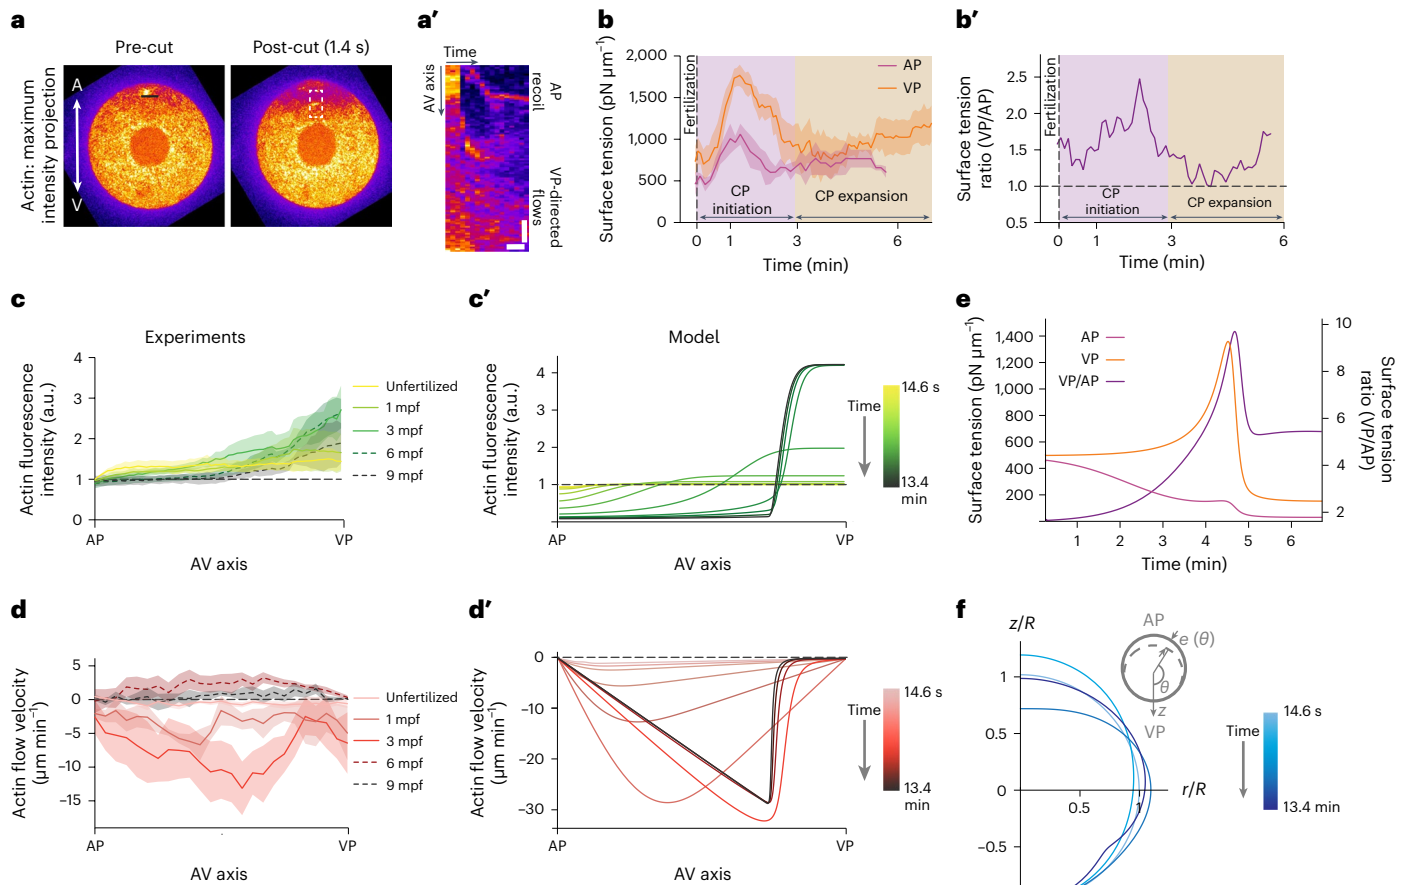 a
Pre-cut
Post-cut (1.4 s)
Actin: maximum
intensity projection
A
V
a′
Time
AV axis
AP
recoil
VP-directed
flows
b
Surface tension (pN μm−1)
2,000
1,500
1,000
500
0
Fertilization
AP
VP
CP
initiation
CP expansion
0
1
3
6
Time (min)
b′
Surface tension
ratio (VP/AP)
2.5
2.0
1.5
1.0
0.5
Fertilization
CP
initiation
CP expansion
0
1
3
6
Time (min)
c
Experiments
Actin fluorescence
intensity (a.u.)
4
3
2
1
0
AP
VP
AV axis
Unfertilized
1 mpf
3 mpf
6 mpf
9 mpf
c′
Model
Actin fluorescence
intensity (a.u.)
4
3
2
1
AP
VP
AV axis
Time
14.6 s
13.4
min
e
Surface tension (pN μm−1)
1,400
1,200
1,000
800
600
400
200
AP
VP
VP/AP
10
8
6
4
2
Surface tension
ratio (VP/AP)
1
2
3
4
5
6
Time (min)
d
Actin flow velocity
(μm min−1)
5
0
−5
−10
−15
AP
VP
AV axis
Unfertilized
1 mpf
3 mpf
6 mpf
9 mpf
d′
Actin flow velocity
(μm min−1)
0
−10
−20
−30
AP
VP
AV axis
Time
14.6 s
13.4
min
f
z/R
1
0.5
0
−0.5
0.5
1
r/R
AP
e (θ)
θ
z
VP
Time
14.6 s
13.4 min